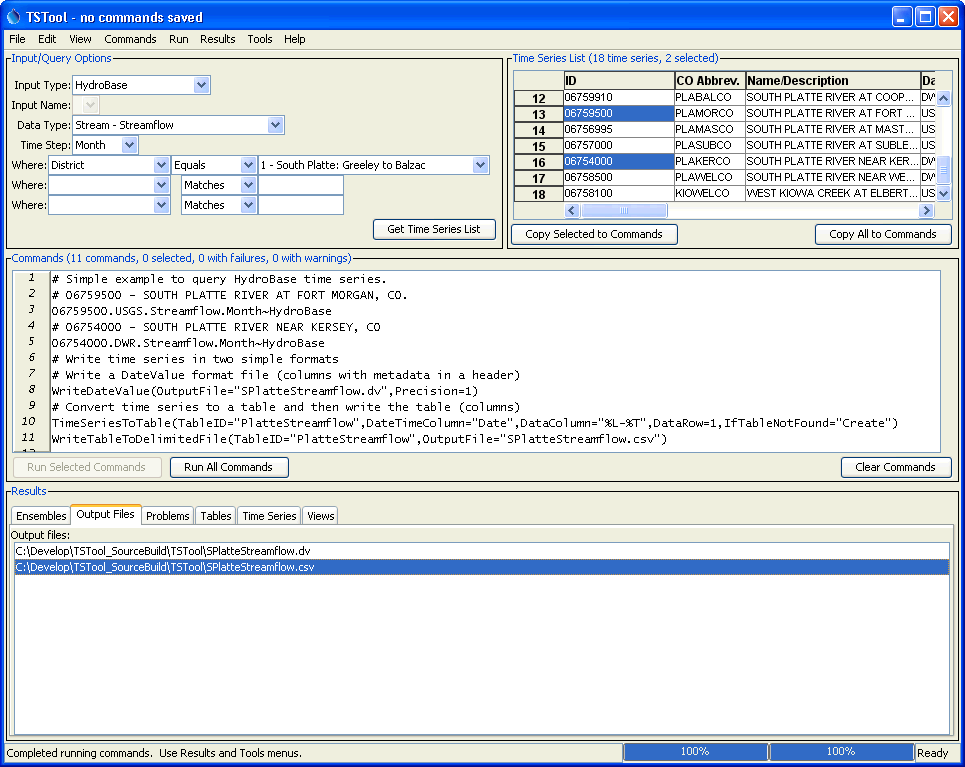 TSTool - no commands saved
File Edit View Commands Run Results Tools Help
Input/Query Options
Input Type: HydroBase
Input Name:
Data Type: Stream - Streamflow
Time Step: Month
Where: District Equals 1 - South Platte: Greeley to Balzac
Where: Matches
Where: Matches
Get Time Series List
Time Series List (18 time series, 2 selected)
ID CO Abbrev. Name/Description Da
12 06759910 PLABALCO SOUTH PLATTE RIVER AT COOP... DW
13 06759500 PLAMORCO SOUTH PLATTE RIVER AT FORT ... US
14 06756995 PLAMASCO SOUTH PLATTE RIVER AT MAST... DW
15 06757000 PLASUBCO SOUTH PLATTE RIVER AT SUBLE... US
16 06754000 PLAKERCO SOUTH PLATTE RIVER NEAR KER... DW
17 06758500 PLAWELCO SOUTH PLATTE RIVER NEAR WE... US
18 06758100 KIOWELCO WEST KIOWA CREEK AT ELBERT... US
Copy Selected to Commands Copy All to Commands
Commands (11 commands, 0 selected, 0 with failures, 0 with warnings)
1 # Simple example to query HydroBase time series.
2 # 06759500 - SOUTH PLATTE RIVER AT FORT MORGAN, CO.
3 06759500.USGS.Streamflow.Month~HydroBase
4 # 06754000 - SOUTH PLATTE RIVER NEAR KERSEY, CO
5 06754000.DWR.Streamflow.Month~HydroBase
6 # Write time series in two simple formats
7 # Write a DateValue format file (columns with metadata in a header)
8 WriteDateValue(OutputFile="SPlatteStreamflow.dv",Precision=1)
9 # Convert time series to a table and then write the table (columns)
10 TimeSeriesToTable(TableID="PlatteStreamflow",DateTimeColumn="Date",DataColumn="%L-%T",DataRow=1,IfTableNotFound="Create")
11 WriteTableToDelimitedFile(TableID="PlatteStreamflow",OutputFile="SPlatteStreamflow.csv")
Run Selected Commands Run All Commands Clear Commands
Results
Ensembles Output Files Problems Tables Time Series Views
Output files:
C:\Develop\TSTool_SourceBuild\TSTool\SPlatteStreamflow.dv
C:\Develop\TSTool_SourceBuild\TSTool\SPlatteStreamflow.csv
Completed running commands. Use Results and Tools menus. 100% 100% Ready